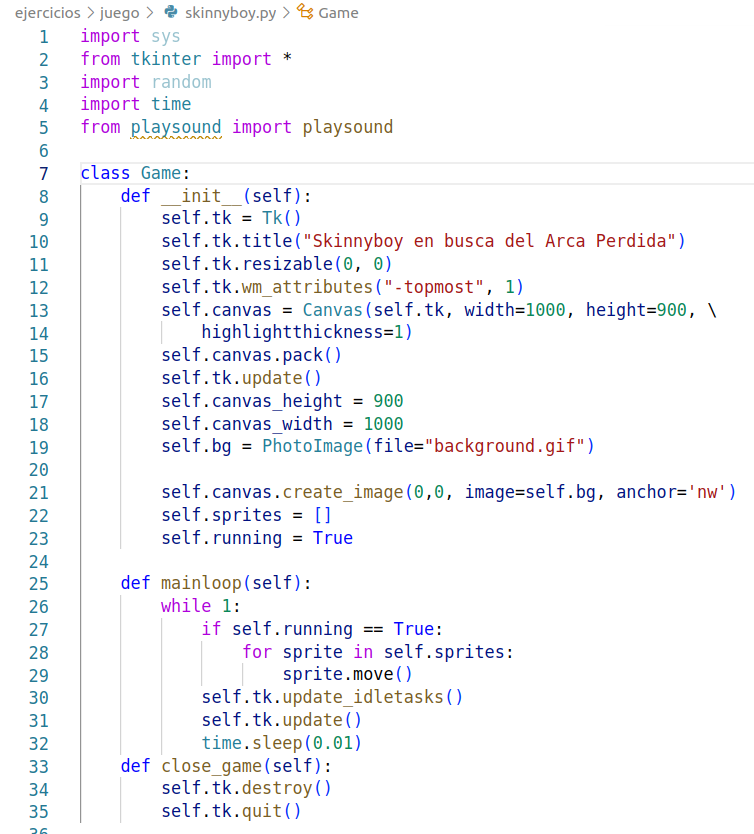 ejercicios > juego > skinnyboy.py > Game
1 import sys
2 from tkinter import *
3 import random
4 import time
5 from playsound import playsound
6
7 class Game:
8     def __init__(self):
9         self.tk = Tk()
10         self.tk.title("Skinnyboy en busca del Arca Perdida")
11         self.tk.resizable(0, 0)
12         self.tk.wm_attributes("-topmost", 1)
13         self.canvas = Canvas(self.tk, width=1000, height=900, \
14             highlightthickness=1)
15         self.canvas.pack()
16         self.tk.update()
17         self.canvas_height = 900
18         self.canvas_width = 1000
19         self.bg = PhotoImage(file="background.gif")
20
21         self.canvas.create_image(0,0, image=self.bg, anchor='nw')
22         self.sprites = []
23         self.running = True
24
25     def mainloop(self):
26         while 1:
27             if self.running == True:
28                 for sprite in self.sprites:
29                     sprite.move()
30             self.tk.update_idletasks()
31             self.tk.update()
32             time.sleep(0.01)
33     def close_game(self):
34         self.tk.destroy()
35         self.tk.quit()
36